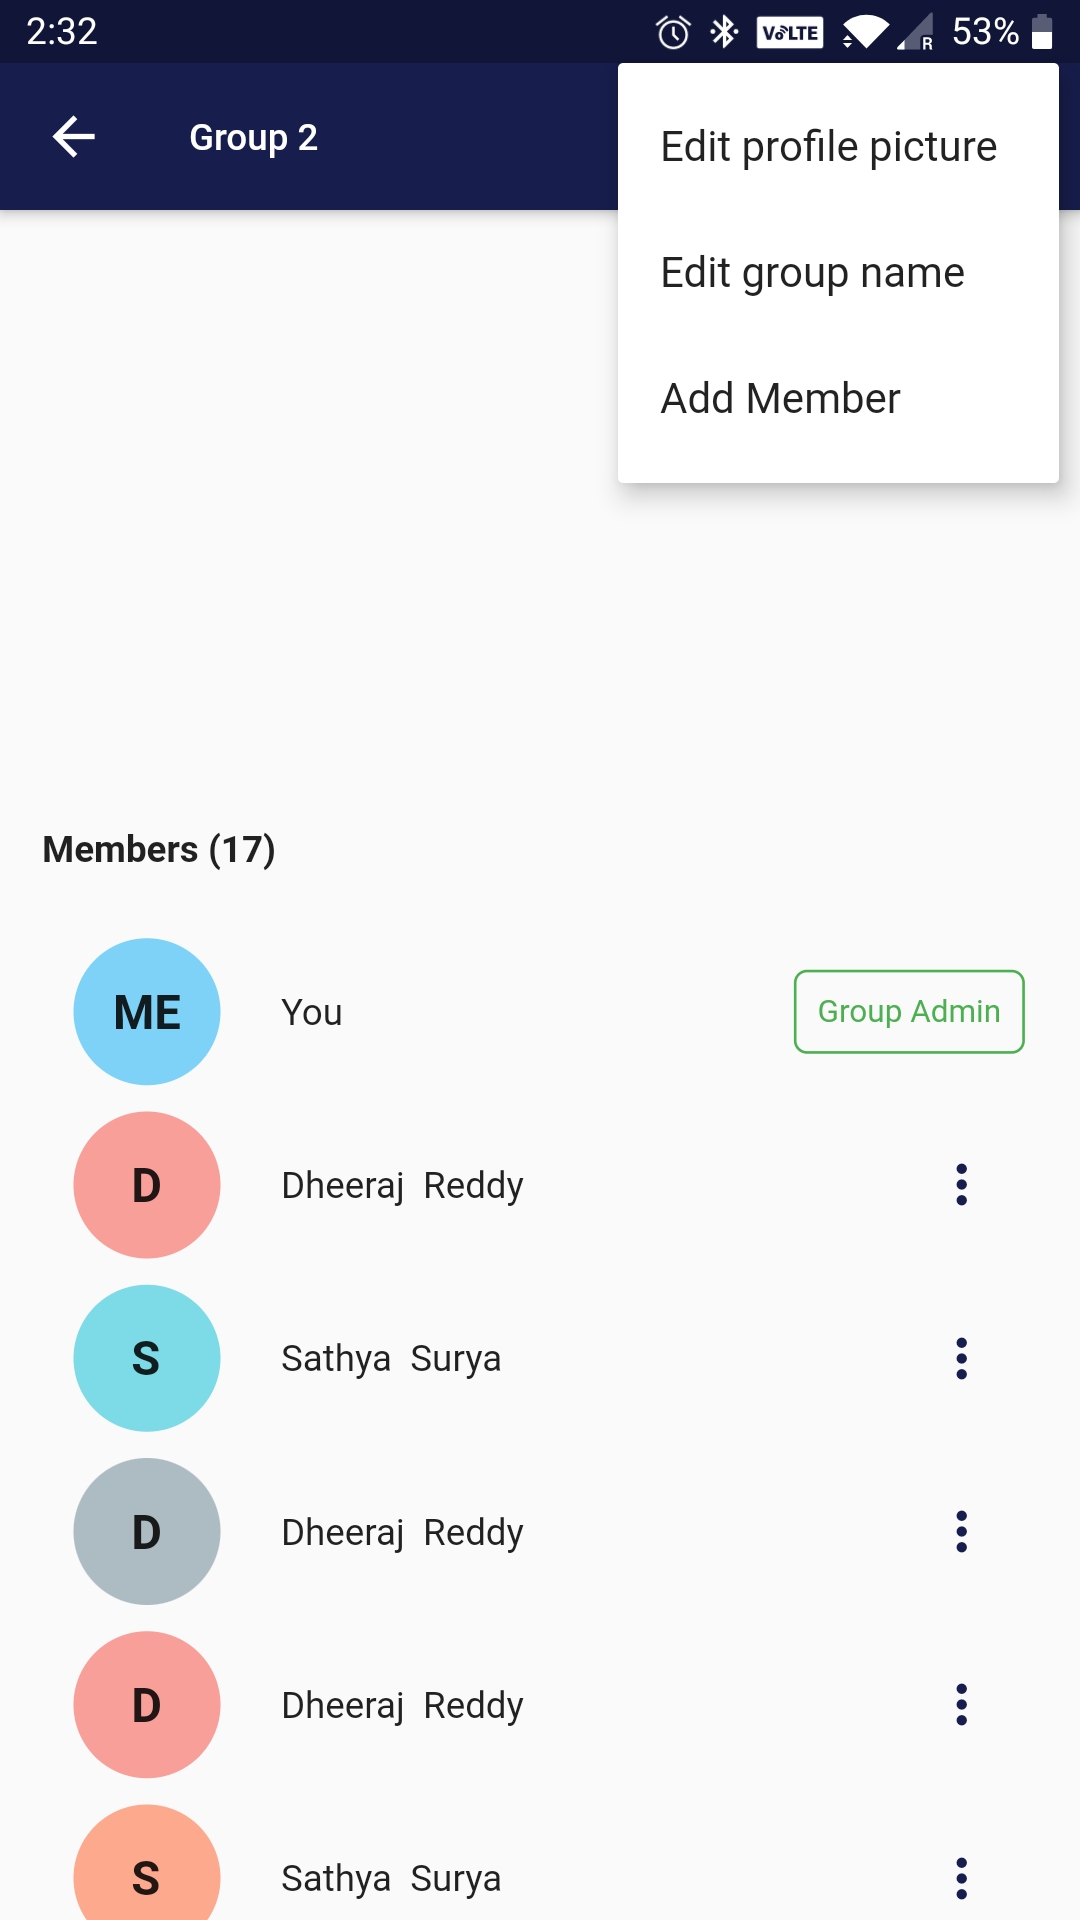 2:32 VoLTE R 53%
Group 2
Edit profile picture
Edit group name
Add Member
Members (17)
ME You Group Admin
D Dheeraj Reddy
S Sathya Surya
D Dheeraj Reddy
D Dheeraj Reddy
S Sathya Surya